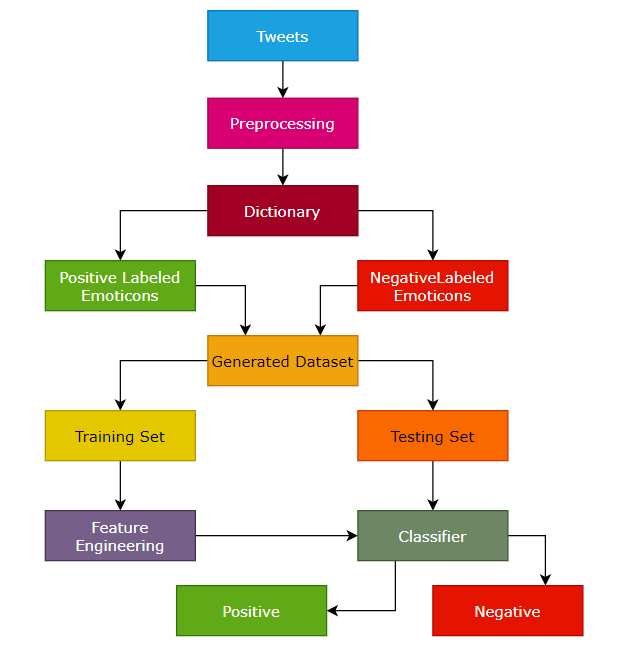 Tweets
Preprocessing
Dictionary
Positive Labeled
Emoticons
NegativeLabeled
Emoticons
Generated Dataset
Training Set
Testing Set
Feature
Engineering
Classifier
Positive
Negative